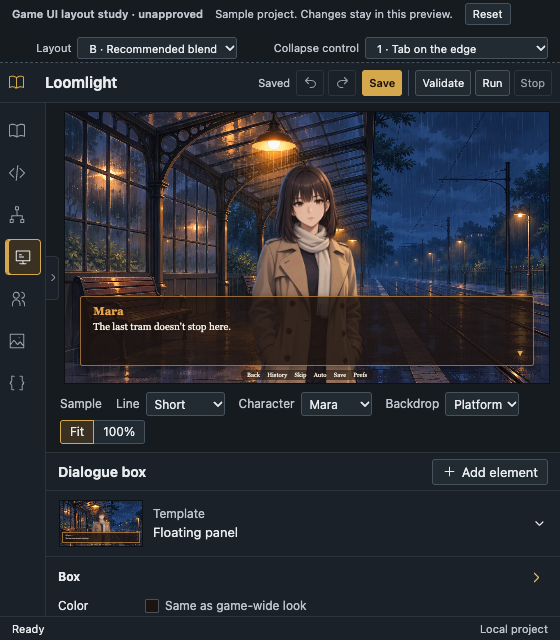 Game UI layout study · unapproved Sample project. Changes stay in this preview. Reset
Layout B · Recommended blend Collapse control 1 · Tab on the edge
Loomlight Saved Save Validate Run Stop
Mara
The last tram doesn't stop here.
Back History Skip Auto Save Prefs
Sample Line Short Character Mara Backdrop Platform
Fit 100%
Dialogue box + Add element
Template
Floating panel
Box
Color Same as game-wide look
Ready Local project